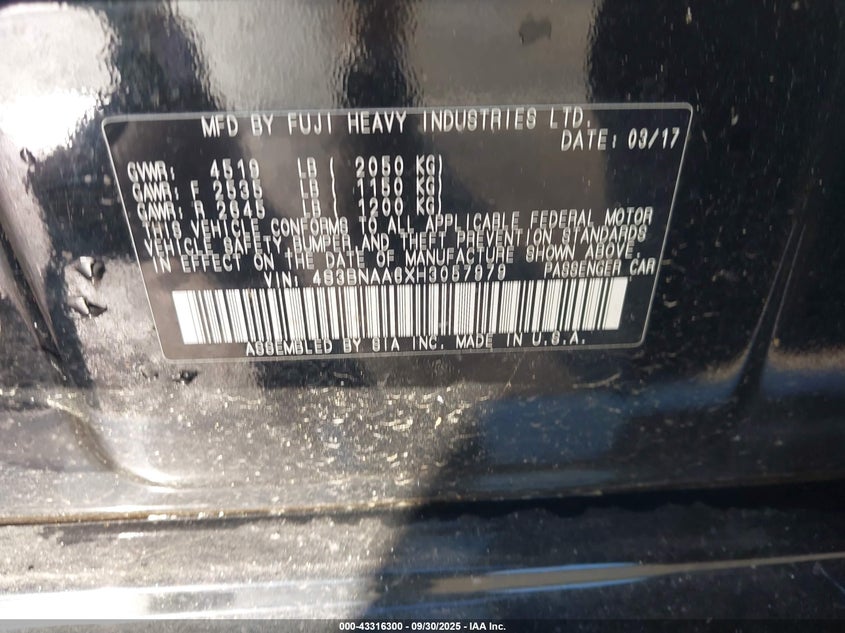 MFD BY FUJI HEAVY INDUSTRIES LTD.
DATE: 03/17
GVWR: 4519 LB ( 2050 KG)
GAWR: F 2535 LB ( 1150 KG)
GAWR: R 2645 LB ( 1200 KG)
THIS VEHICLE CONFORMS TO ALL APPLICABLE FEDERAL MOTOR
VEHICLE SAFETY, BUMPER, AND THEFT PREVENTION STANDARDS
IN EFFECT ON THE DATE OF MANUFACTURE SHOWN ABOVE.
VIN: 4S3BNAA6XH3057979 PASSENGER CAR
ASSEMBLED BY SIA INC. MADE IN U.S.A.
000-43316300 - 09/30/2025 - IAA Inc.